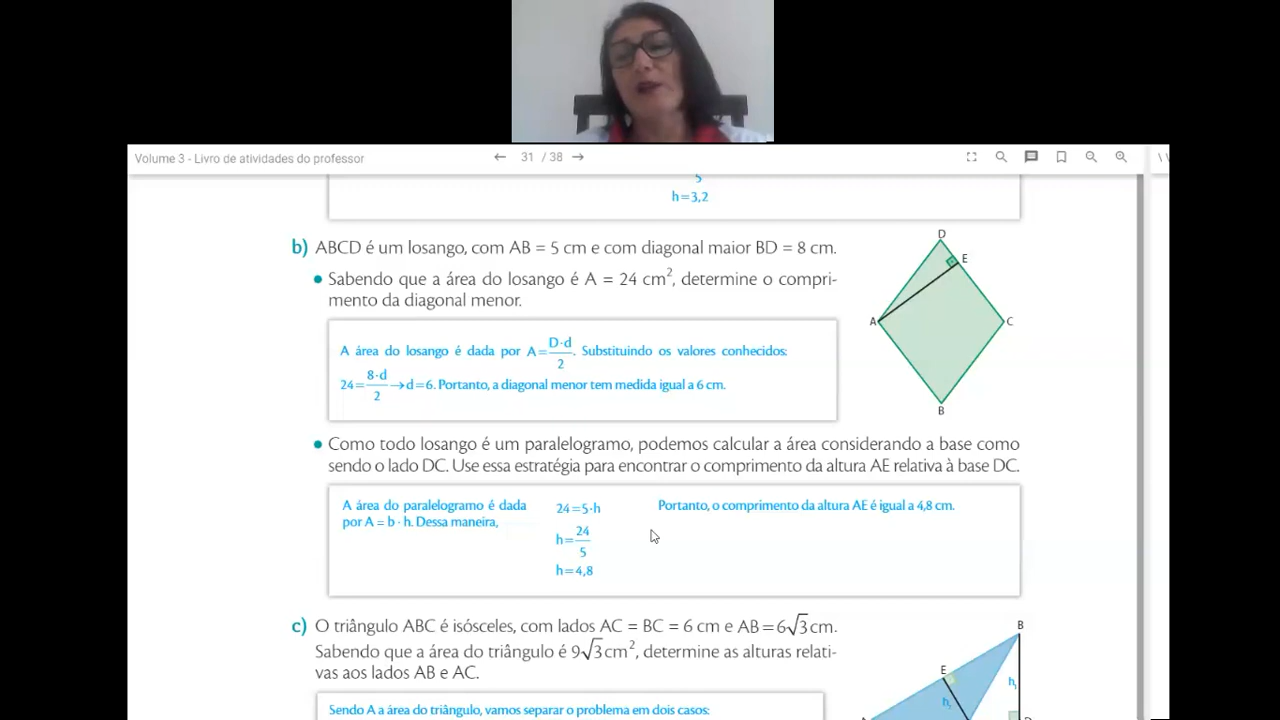 Volume 3 - Livro de atividades do professor
← 31 / 38 →
5
h=3,2
b) ABCD é um losango, com AB = 5 cm e com diagonal maior BD = 8 cm.
• Sabendo que a área do losango é A = 24 cm², determine o compri-
mento da diagonal menor.
A área do losango é dada por A=D·d/2. Substituindo os valores conhecidos:
24=8·d/2→d=6. Portanto, a diagonal menor tem medida igual a 6 cm.
D
E
A
C
B
• Como todo losango é um paralelogramo, podemos calcular a área considerando a base como
sendo o lado DC. Use essa estratégia para encontrar o comprimento da altura AE relativa à base DC.
A área do paralelogramo é dada
por A = b · h. Dessa maneira,
24=5·h
h=24/5
h=4,8
Portanto, o comprimento da altura AE é igual a 4,8 cm.
c) O triângulo ABC é isósceles, com lados AC = BC = 6 cm e AB=6√3cm.
Sabendo que a área do triângulo é 9√3cm², determine as alturas relati-
vas aos lados AB e AC.
Sendo A a área do triângulo, vamos separar o problema em dois casos:
B
E
h₁
h₂